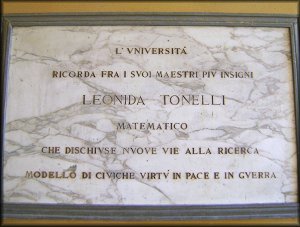 L'VNIVERSITÁ
RICORDA FRA I SVOI MAESTRI PIV INSIGNI
LEONIDA TONELLI
MATEMATICO
CHE DISCHIVSE NVOVE VIE ALLA RICERCA
MODELLO DI CIVICHE VIRTV IN PACE E IN GVERRA